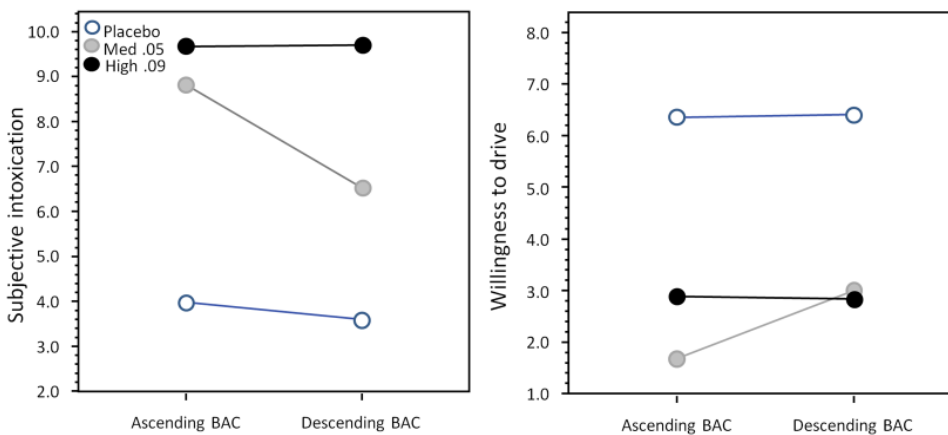 Subjective intoxication
10.0
9.0
8.0
7.0
6.0
5.0
4.0
3.0
2.0
Placebo
Med .05
High .09
Ascending BAC
Descending BAC
Willingness to drive
8.0
7.0
6.0
5.0
4.0
3.0
2.0
1.0
Ascending BAC
Descending BAC